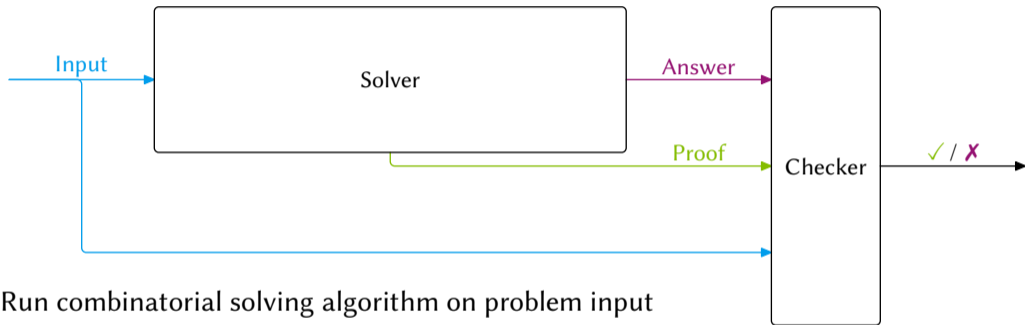 Input
Solver
Answer
Proof
Checker
✓ / ✗
Run combinatorial solving algorithm on problem input